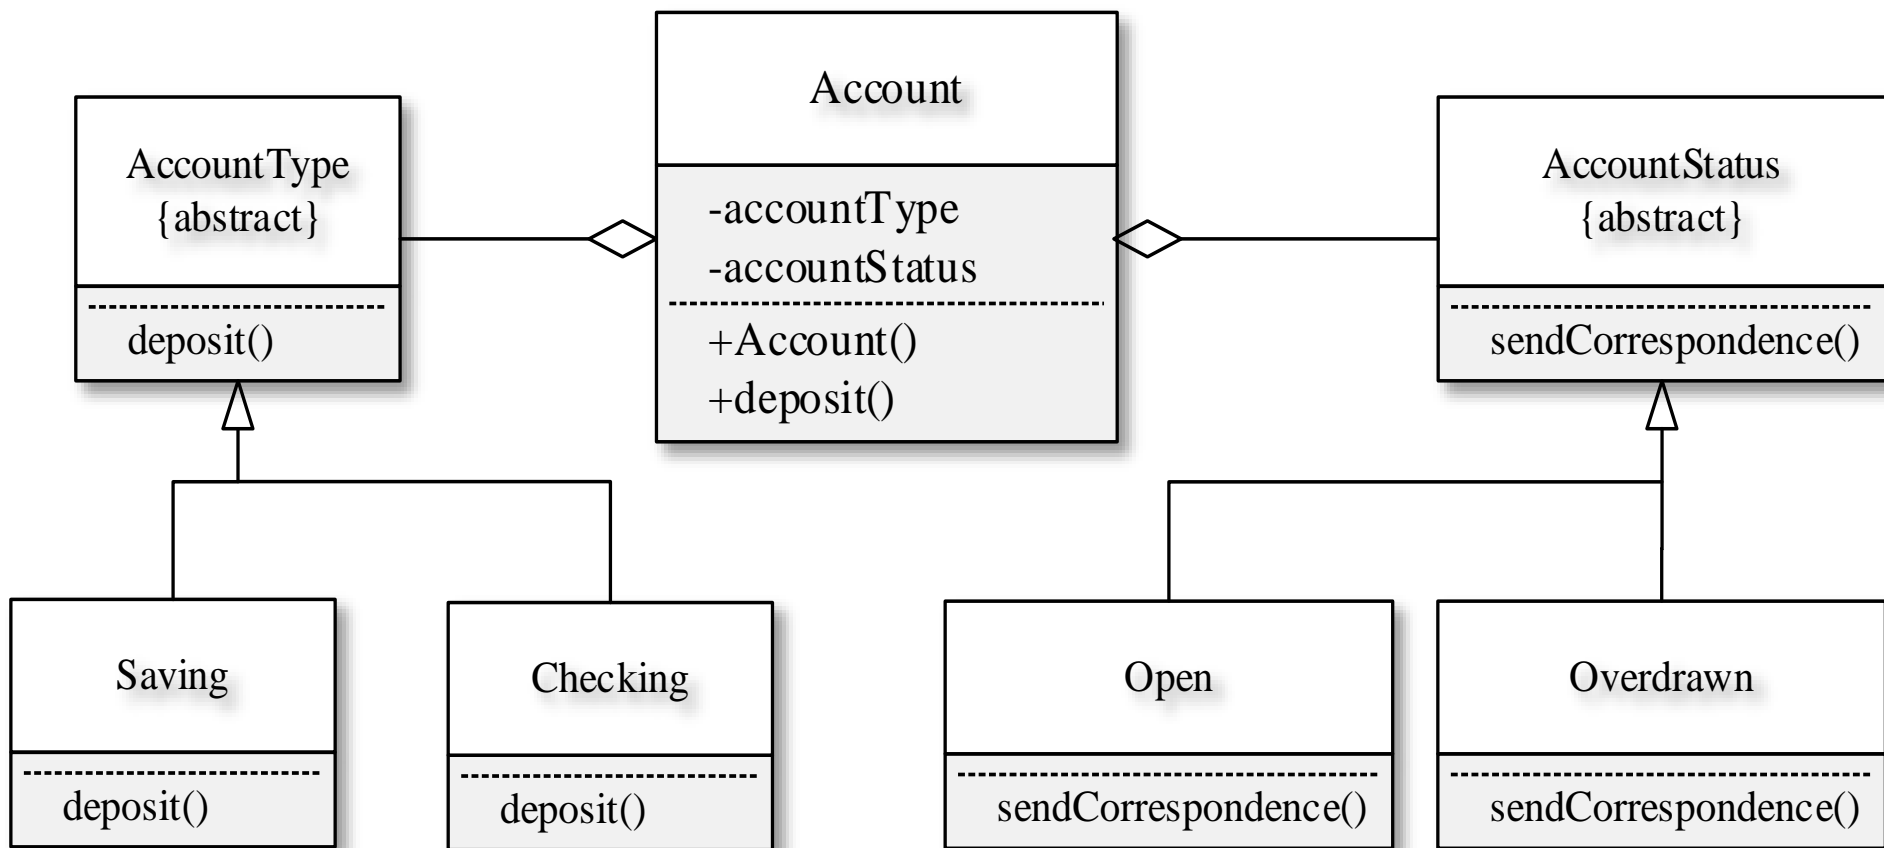 Account
-accountType
-accountStatus
+Account()
+deposit()
AccountType
{abstract}
deposit()
AccountStatus
{abstract}
sendCorrespondence()
Saving
deposit()
Checking
deposit()
Open
sendCorrespondence()
Overdrawn
sendCorrespondence()